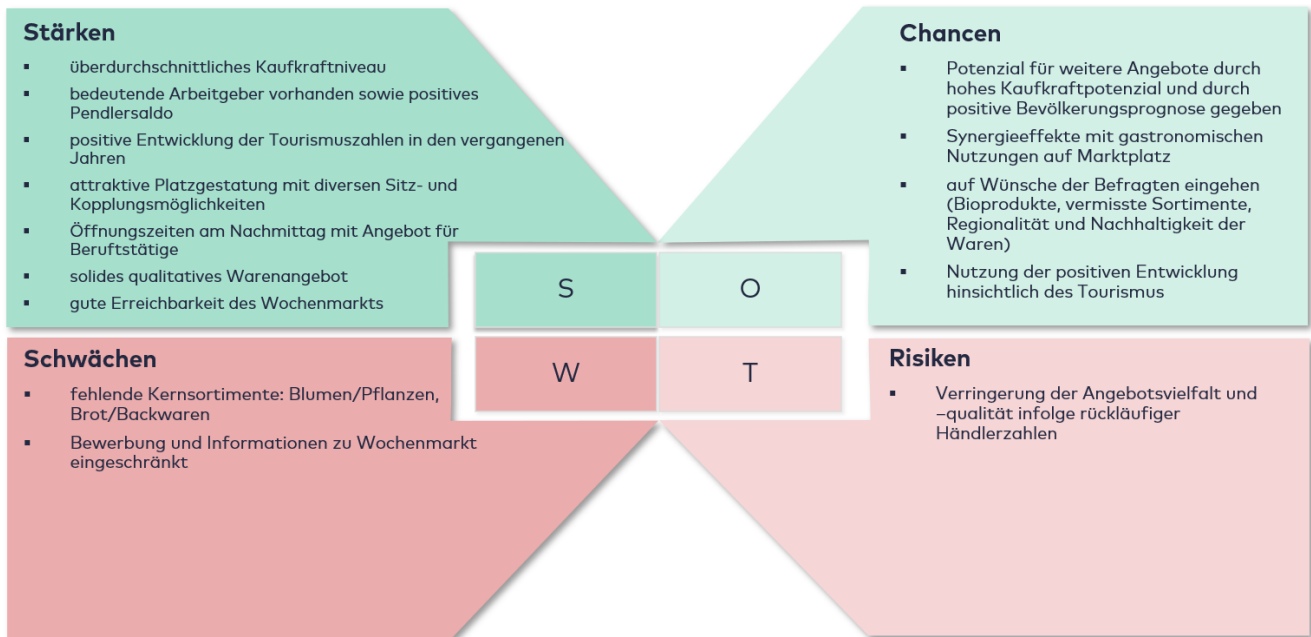 Stärken
▪ überdurchschnittliches Kaufkraftniveau
▪ bedeutende Arbeitgeber vorhanden sowie positives
Pendlersaldo
▪ positive Entwicklung der Tourismuszahlen in den vergangenen
Jahren
▪ attraktive Platzgestatung mit diversen Sitz- und
Kopplungsmöglichkeiten
▪ Öffnungszeiten am Nachmittag mit Angebot für
Beruftstätige
▪ solides qualitatives Warenangebot
▪ gute Erreichbarkeit des Wochenmarkts
Chancen
▪ Potenzial für weitere Angebote durch
hohes Kaufkraftpotenzial und durch
positive Bevölkerungsprognose gegeben
▪ Synergieeffekte mit gastronomischen
Nutzungen auf Marktplatz
▪ auf Wünsche der Befragten eingehen
(Bioprodukte, vermisste Sortimente,
Regionalität und Nachhaltigkeit der
Waren)
▪ Nutzung der positiven Entwicklung
hinsichtlich des Tourismus
S
O
W
T
Schwächen
▪ fehlende Kernsortimente: Blumen/Pflanzen,
Brot/Backwaren
▪ Bewerbung und Informationen zu Wochenmarkt
eingeschränkt
Risiken
▪ Verringerung der Angebotsvielfalt und
–qualität infolge rückläufiger
Händlerzahlen